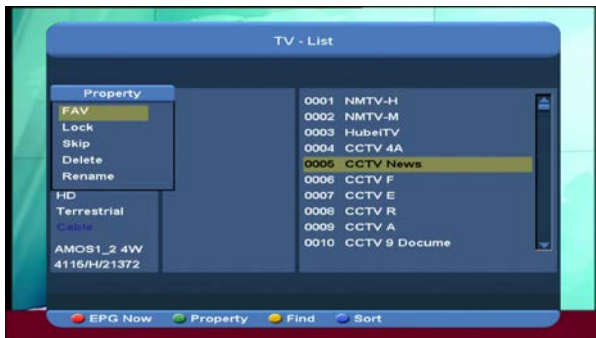 TV - List
Property
FAV
Lock
Skip
Delete
Rename
HD
Terrestrial
Cable
AMOS1_2 4W
4116/H/21372
0001 NMTV-H
0002 NMTV-M
0003 HubeiTV
0004 CCTV 4A
0005 CCTV News
0006 CCTV F
0007 CCTV E
0008 CCTV R
0009 CCTV A
0010 CCTV 9 Docume
EPG Now Property Find Sort